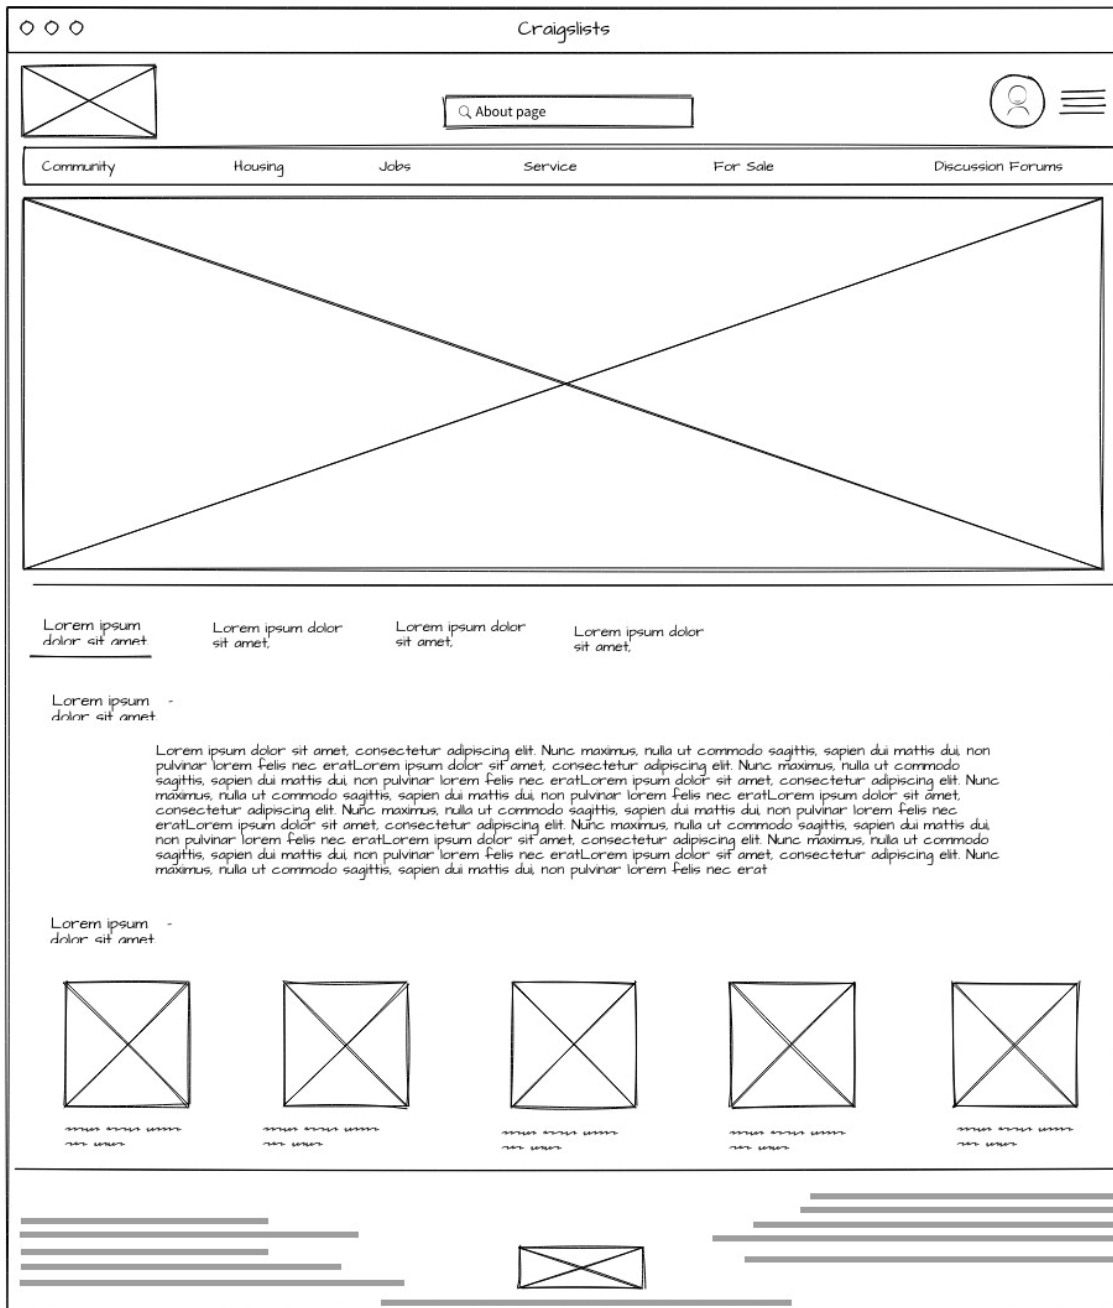 Craigslists
About page
Community Housing Jobs Service For Sale Discussion Forums
Lorem ipsum
dolor sit amet,
Lorem ipsum dolor
sit amet,
Lorem ipsum dolor
sit amet,
Lorem ipsum dolor
sit amet,
Lorem ipsum -
dolor sit amet,
Lorem ipsum dolor sit amet, consectetur adipiscing elit. Nunc maximus, nulla ut commodo sagittis, sapien dui mattis dui, non
pulvinar lorem felis nec eratLorem ipsum dolor sit amet, consectetur adipiscing elit. Nunc maximus, nulla ut commodo
sagittis, sapien dui mattis dui, non pulvinar lorem felis nec eratLorem ipsum dolor sit amet, consectetur adipiscing elit. Nunc
maximus, nulla ut commodo sagittis, sapien dui mattis dui, non pulvinar lorem felis nec eratLorem ipsum dolor sit amet,
consectetur adipiscing elit. Nunc maximus, nulla ut commodo sagittis, sapien dui mattis dui, non pulvinar lorem felis nec
eratLorem ipsum dolor sit amet, consectetur adipiscing elit. Nunc maximus, nulla ut commodo sagittis, sapien dui mattis dui,
non pulvinar lorem felis nec eratLorem ipsum dolor sit amet, consectetur adipiscing elit. Nunc maximus, nulla ut commodo
sagittis, sapien dui mattis dui, non pulvinar lorem felis nec eratLorem ipsum dolor sit amet, consectetur adipiscing elit. Nunc
maximus, nulla ut commodo sagittis, sapien dui mattis dui, non pulvinar lorem felis nec erat
Lorem ipsum -
dolor sit amet,